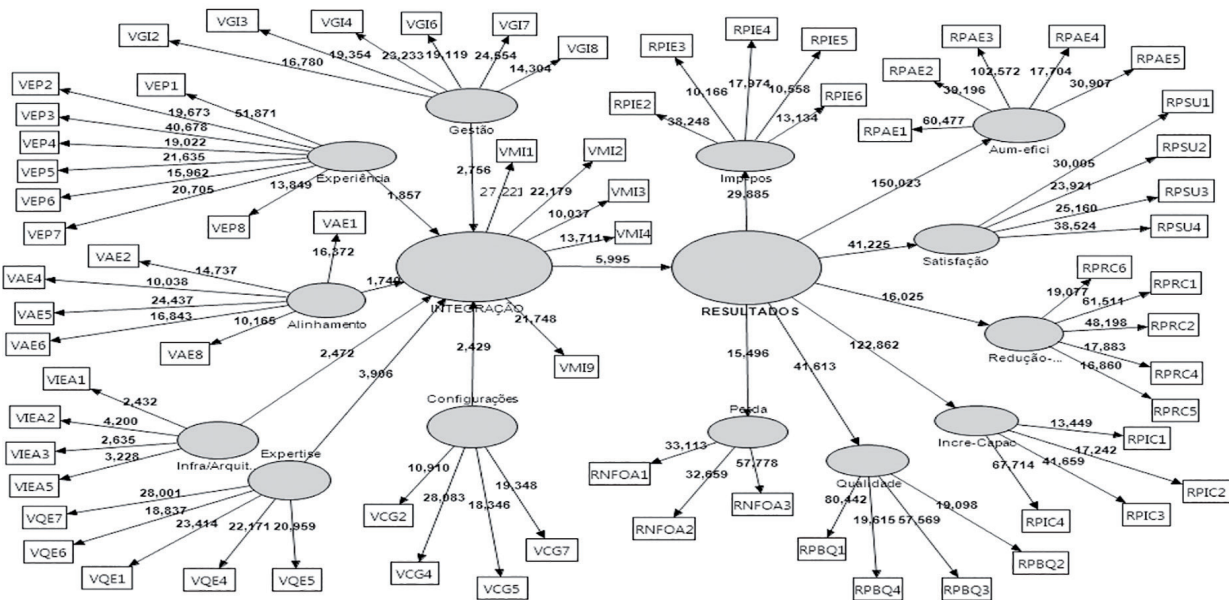 VGI2
VGI3
VGI4
VGI6
VGI7
VGI8
16,780
19,354
23,233
19,119
24,554
14,304
Gestão
2,756
VEP2
VEP1
VEP3
VEP4
VEP5
VEP6
VEP7
VEP8
19,673
51,871
40,678
19,022
21,635
15,962
20,705
13,849
Experiência
1,857
VAE1
VAE2
VAE4
VAE5
VAE6
VAE8
16,372
14,737
10,038
24,437
16,843
10,165
Alinhamento
1,740
VMI1
VMI2
VMI3
VMI4
VMI9
27,221
22,179
10,037
13,711
21,748
INTEGRAÇÃO
5,995
VIEA1
VIEA2
VIEA3
VIEA5
2,432
4,200
2,635
3,228
Infra/Arquit...
2,472
Expertise
3,906
VQE7
VQE6
VQE1
VQE4
VQE5
28,001
18,837
23,414
22,171
20,959
Configurações
2,429
10,910
28,083
18,346
19,348
VCG2
VCG4
VCG5
VCG7
RPIE2
RPIE3
RPIE4
RPIE5
RPIE6
38,248
10,166
17,974
10,558
13,134
Imp-pos
29,885
RPAE1
RPAE2
RPAE3
RPAE4
RPAE5
60,477
39,196
102,572
17,704
30,907
Aum-efici
150,023
RPSU1
RPSU2
RPSU3
RPSU4
30,005
23,921
25,160
38,524
Satisfação
41,225
RESULTADOS
RPRC6
RPRC1
RPRC2
RPRC4
RPRC5
19,077
61,511
48,198
17,883
16,860
Redução-...
16,025
122,862
Incre-Capac
13,449
17,242
41,659
67,714
RPIC1
RPIC2
RPIC3
RPIC4
15,496
Perda
33,113
32,659
57,778
RNFOA1
RNFOA2
RNFOA3
41,613
Qualidade
80,442
19,615
57,569
19,098
RPBQ1
RPBQ4
RPBQ3
RPBQ2